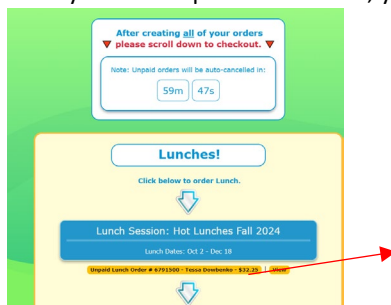 After creating all of your orders
please scroll down to checkout.
Note: Unpaid orders will be auto-cancelled in:
59m 47s
Lunches!
Click below to order Lunch.
Lunch Session: Hot Lunches Fall 2024
Lunch Dates: Oct 2 - Dec 18
Unpaid Lunch Order # 6791500 - Tessa Dowbenko - $32.25 | View